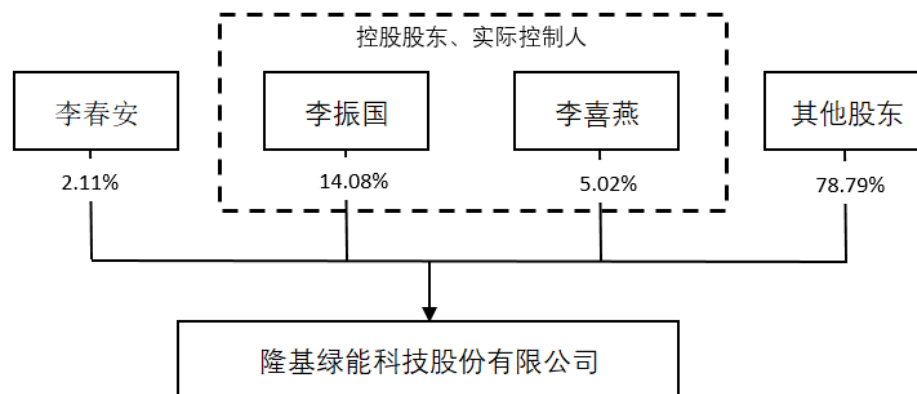 控股股东、实际控制人
李春安
李振国
李喜燕
其他股东
2.11%
14.08%
5.02%
78.79%
隆基绿能科技股份有限公司